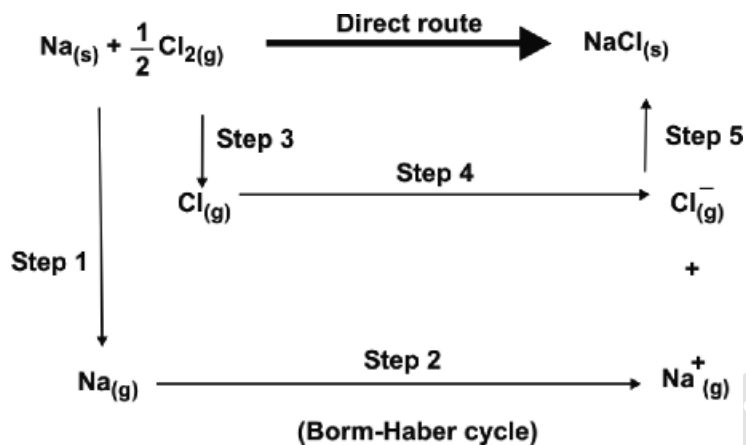 Direct route
Na(s) + 1/2 Cl2(g)
NaCl(s)
Step 3
Step 5
Step 4
Cl(g)
Cl−(g)
Step 1
+
Step 2
Na(g)
Na+(g)
(Borm-Haber cycle)